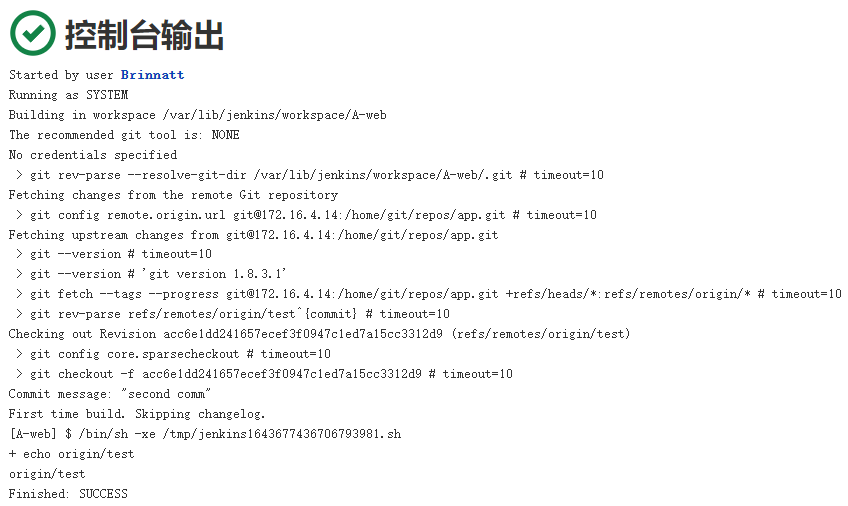 控制台输出
Started by user Brinnatt
Running as SYSTEM
Building in workspace /var/lib/jenkins/workspace/A-web
The recommended git tool is: NONE
No credentials specified
 > git rev-parse --resolve-git-dir /var/lib/jenkins/workspace/A-web/.git # timeout=10
Fetching changes from the remote Git repository
 > git config remote.origin.url git@172.16.4.14:/home/git/repos/app.git # timeout=10
Fetching upstream changes from git@172.16.4.14:/home/git/repos/app.git
 > git --version # timeout=10
 > git --version # 'git version 1.8.3.1'
 > git fetch --tags --progress git@172.16.4.14:/home/git/repos/app.git +refs/heads/*:refs/remotes/origin/* # timeout=10
 > git rev-parse refs/remotes/origin/test^{commit} # timeout=10
Checking out Revision acc6e1dd241657ecef3f0947c1ed7a15cc3312d9 (refs/remotes/origin/test)
 > git config core.sparsecheckout # timeout=10
 > git checkout -f acc6e1dd241657ecef3f0947c1ed7a15cc3312d9 # timeout=10
Commit message: "second comm"
First time build. Skipping changelog.
[A-web] $ /bin/sh -xe /tmp/jenkins1643677436706793981.sh
+ echo origin/test
origin/test
Finished: SUCCESS